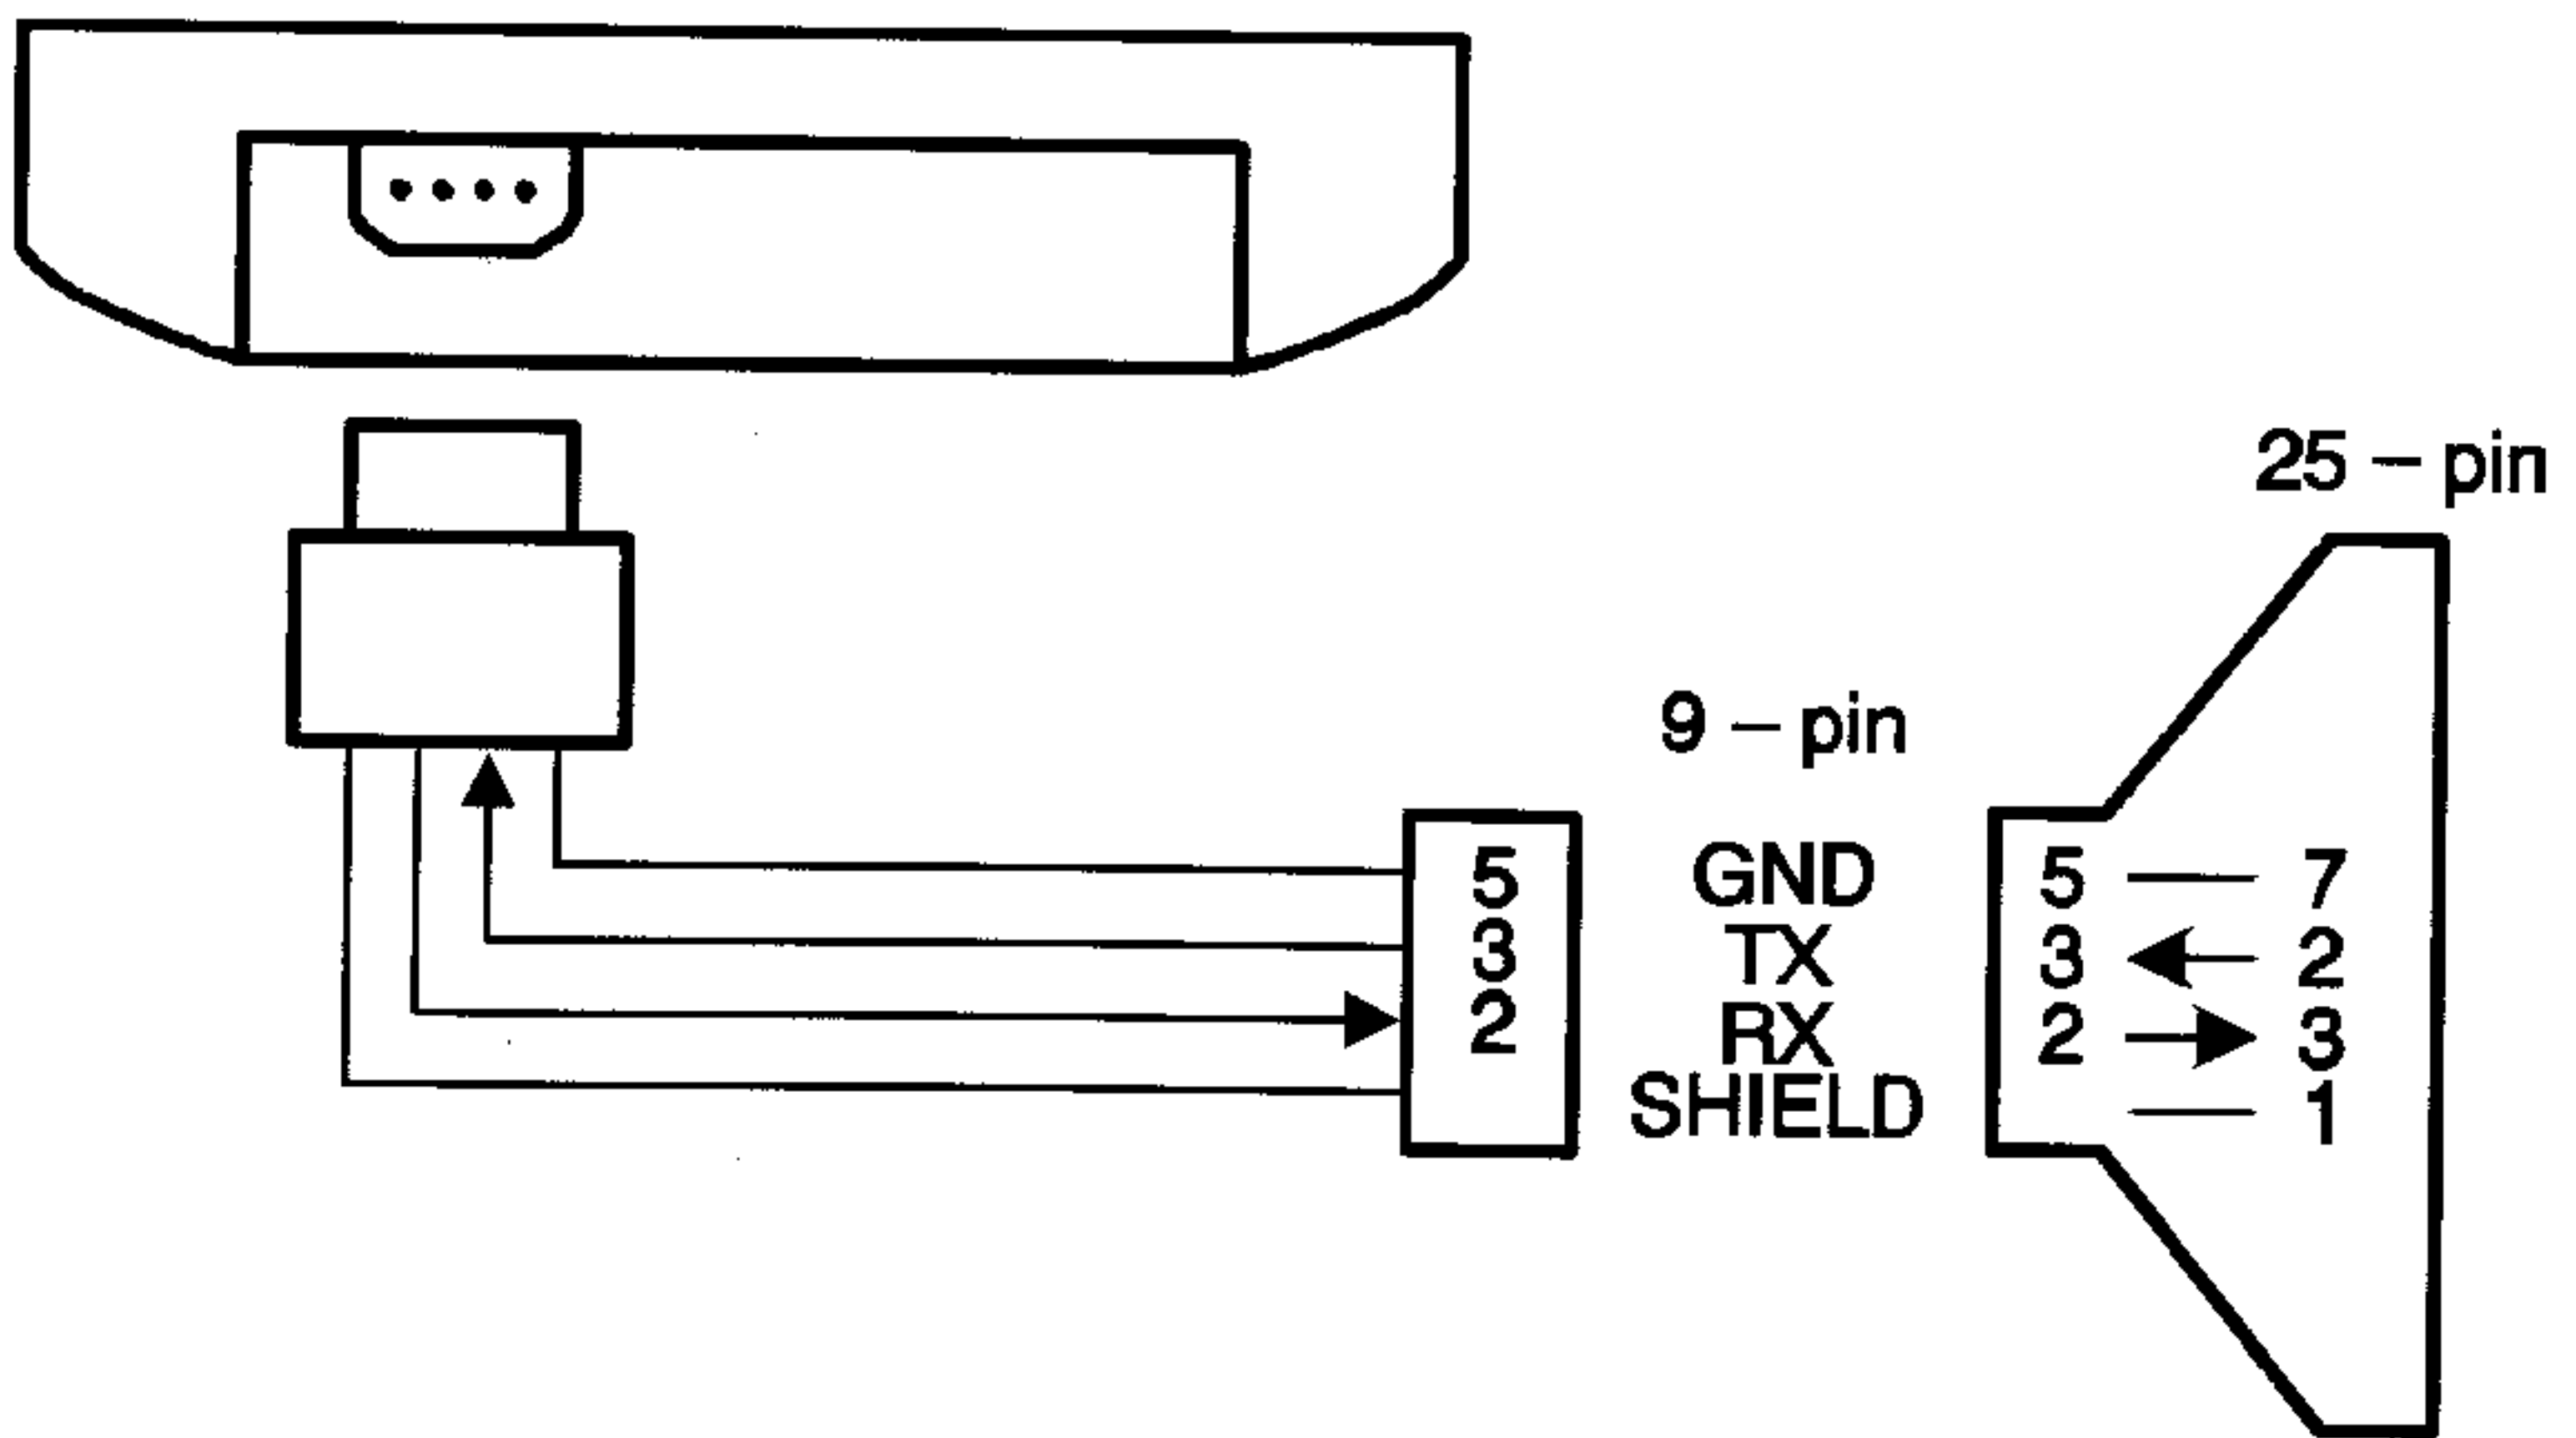 25 – pin
9 – pin
5 GND 5 7
3 TX 3 2
2 RX 2 3
SHIELD 1